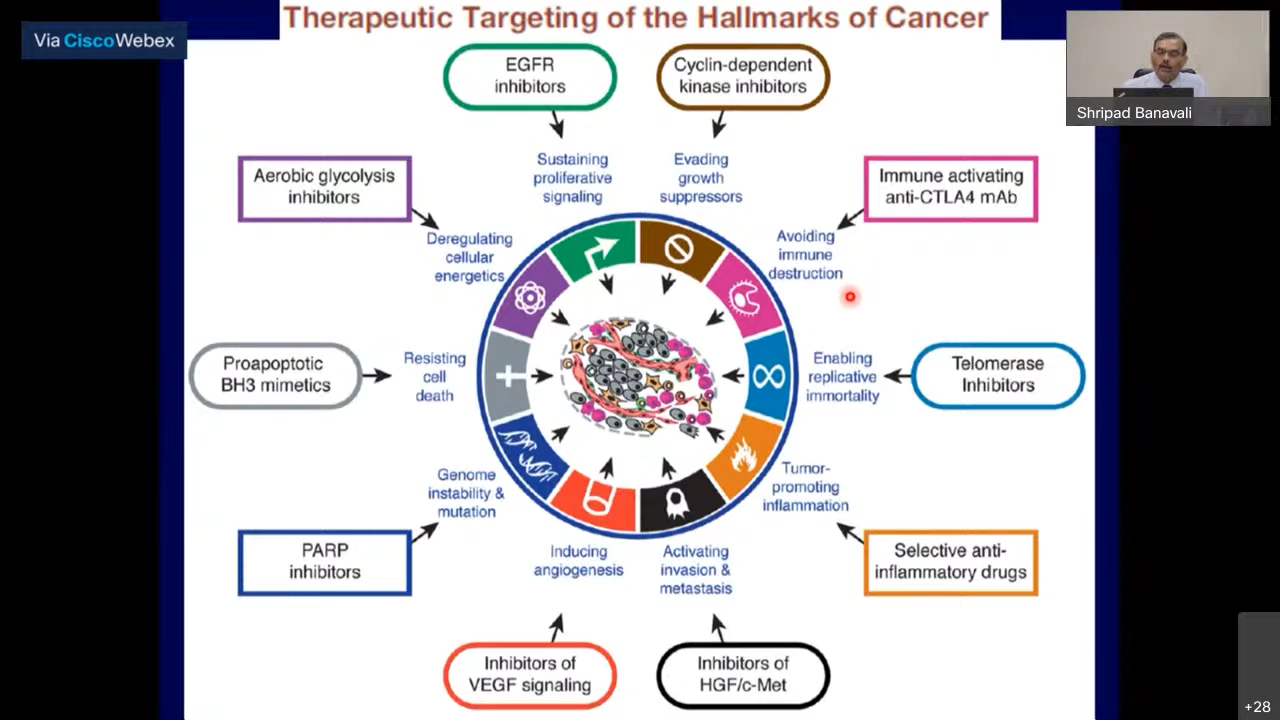 Therapeutic Targeting of the Hallmarks of Cancer
Via CiscoWebex
Shripad Banavali
EGFR
inhibitors
Cyclin-dependent
kinase inhibitors
Sustaining
proliferative
signaling
Evading
growth
suppressors
Aerobic glycolysis
inhibitors
Immune activating
anti-CTLA4 mAb
Deregulating
cellular
energetics
Avoiding
immune
destruction
Proapoptotic
BH3 mimetics
Resisting
cell
death
Enabling
replicative
immortality
Telomerase
Inhibitors
Genome
instability &
mutation
Tumor-
promoting
inflammation
PARP
inhibitors
Inducing
angiogenesis
Activating
invasion &
metastasis
Selective anti-
inflammatory drugs
Inhibitors of
VEGF signaling
Inhibitors of
HGF/c-Met
+28